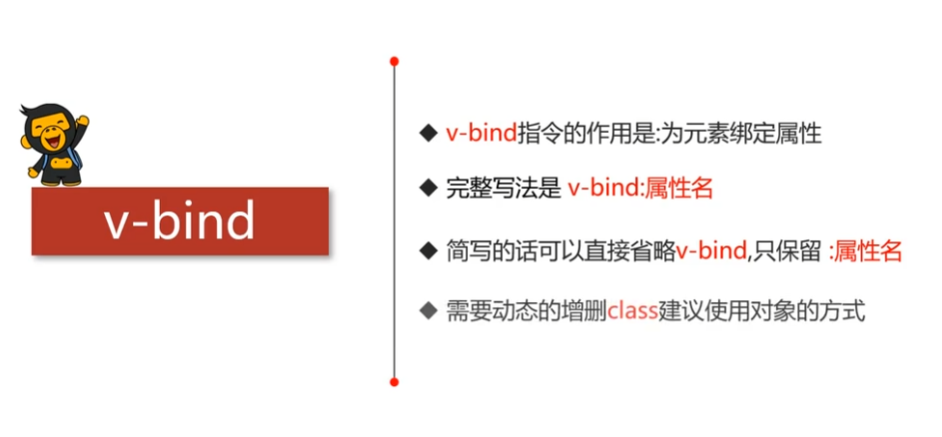 v-bind
v-bind指令的作用是:为元素绑定属性
完整写法是 v-bind:属性名
简写的话可以直接省略v-bind,只保留 :属性名
需要动态的增删class建议使用对象的方式